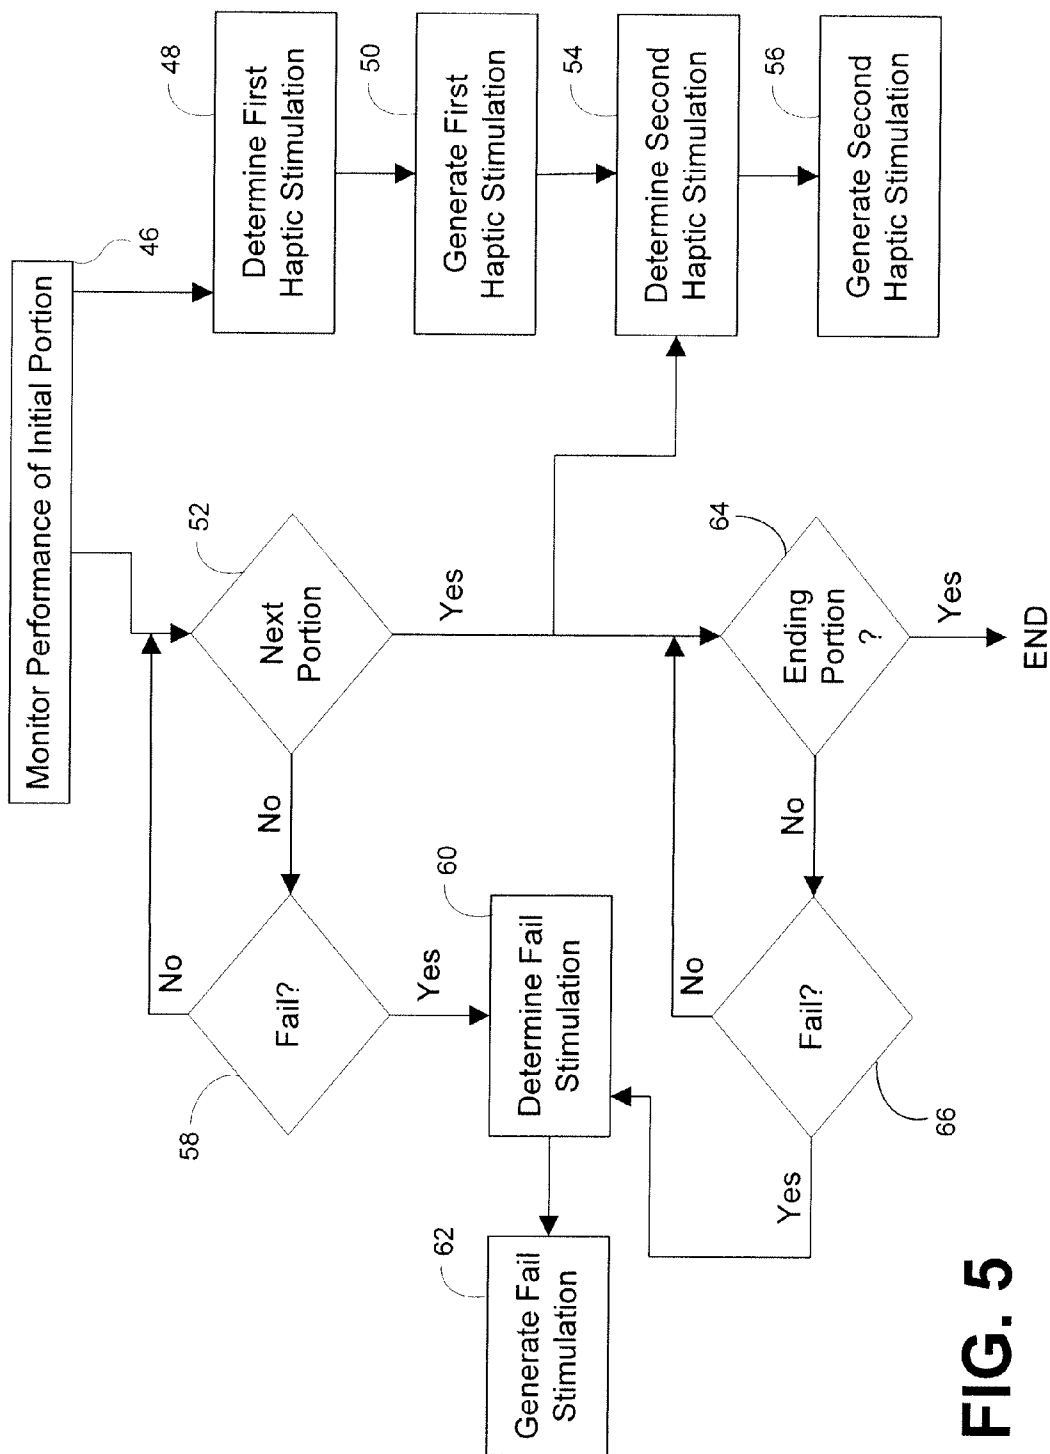 Monitor Performance of Initial Portion
46
48
Determine First
Haptic Stimulation
50
Generate First
Haptic Stimulation
54
Determine Second
Haptic Stimulation
56
Generate Second
Haptic Stimulation
52
Next
Portion
Yes
No
58
Fail?
No
Yes
60
Determine Fail
Stimulation
62
Generate Fail
Stimulation
64
Ending
Portion
?
Yes
END
No
66
Fail?
No
Yes
FIG. 5